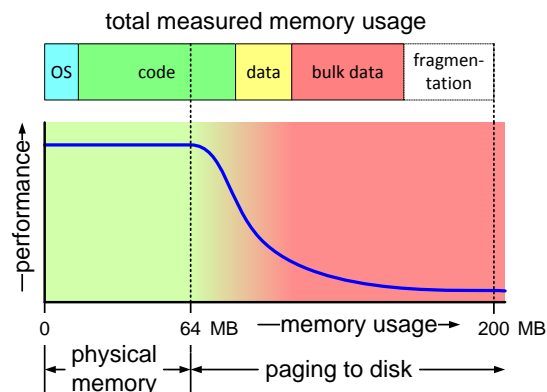 total measured memory usage
OS code data bulk data fragmen-
tation
performance
0 64 MB memory usage 200 MB
physical
memory
paging to disk